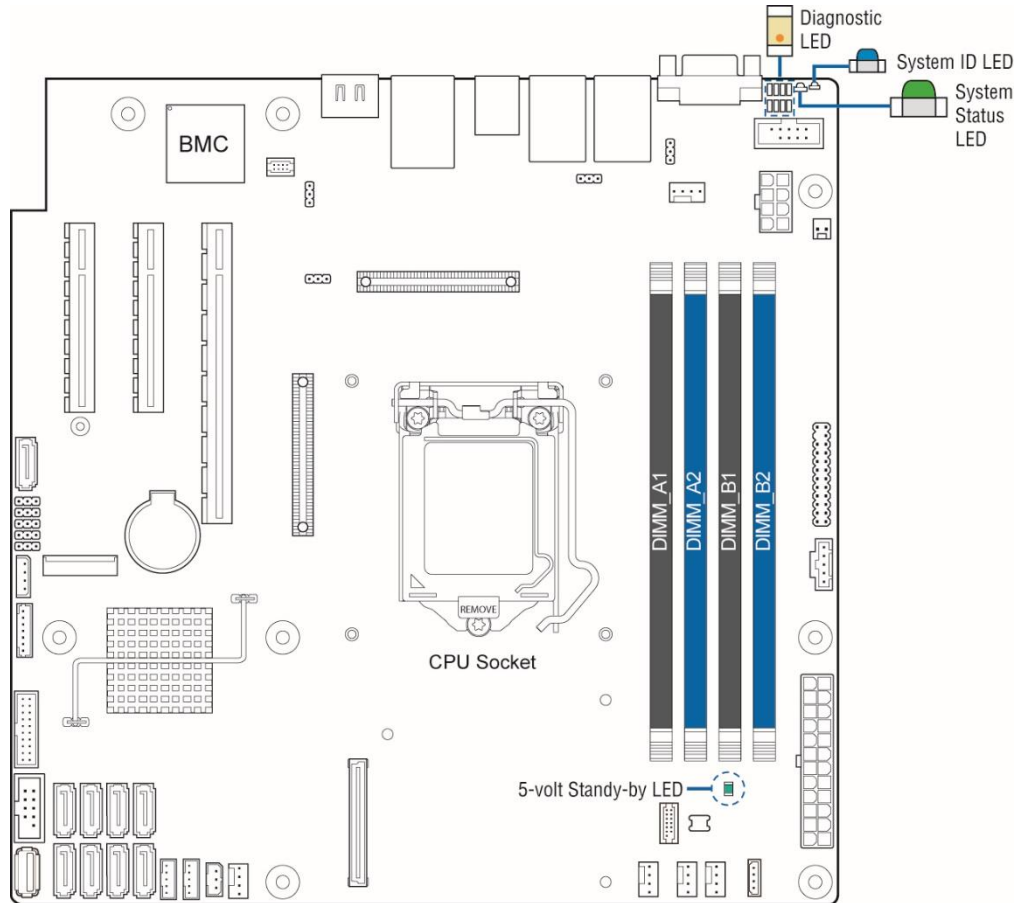 Diagnostic
LED
System ID LED
System
Status
LED
BMC
DIMM_A1
DIMM_A2
DIMM_B1
DIMM_B2
REMOVE
CPU Socket
5-volt Standy-by LED